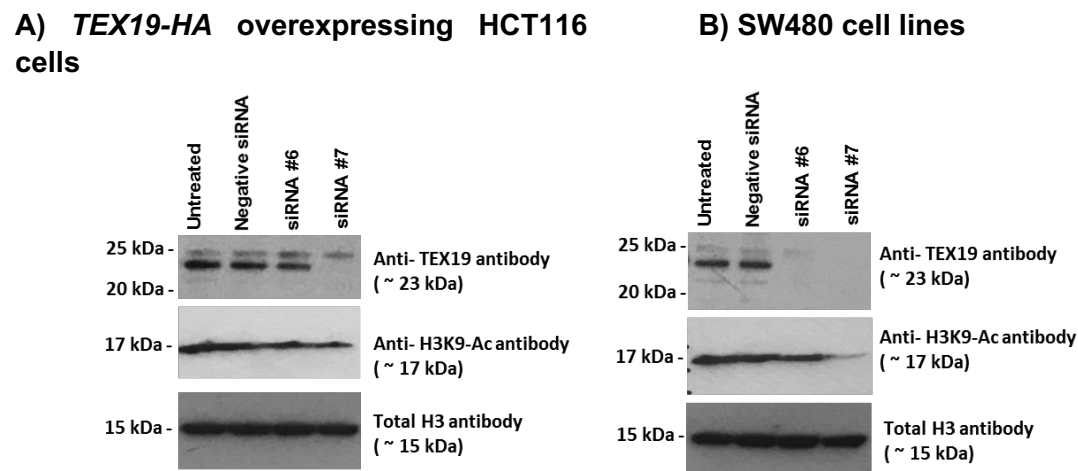 A) TEX19-HA overexpressing HCT116
cells
Untreated
Negative siRNA
siRNA #6
siRNA #7
25 kDa -
20 kDa -
Anti- TEX19 antibody
( ~ 23 kDa)
17 kDa -
Anti- H3K9-Ac antibody
( ~ 17 kDa)
15 kDa -
Total H3 antibody
( ~ 15 kDa)
B) SW480 cell lines
Untreated
Negative siRNA
siRNA #6
siRNA #7
25 kDa -
20 kDa -
Anti- TEX19 antibody
( ~ 23 kDa)
17 kDa -
Anti- H3K9-Ac antibody
( ~ 17 kDa)
15 kDa -
Total H3 antibody
( ~ 15 kDa)